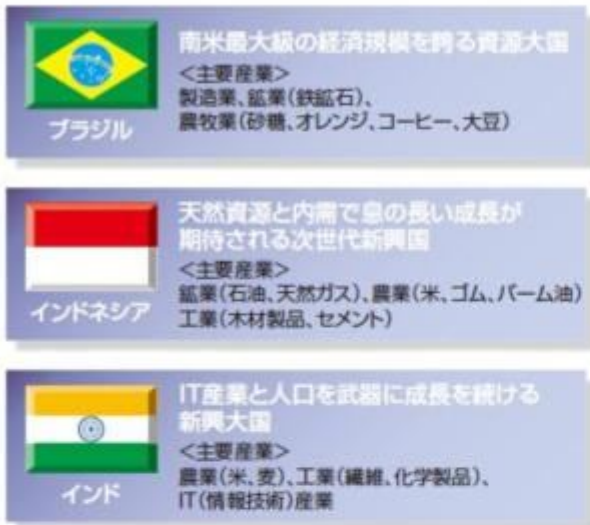 南米最大級の経済規模を誇る資源大国
<主要産業>
製造業、鉱業(鉄鉱石)、
農牧業(砂糖、オレンジ、コーヒー、大豆)
ブラジル
天然資源と内需で息の長い成長が
期待される次世代新興国
<主要産業>
鉱業(石油、天然ガス)、農業(米、ゴム、パーム油)
工業(木材製品、セメント)
インドネシア
IT産業と人口を武器に成長を続ける
新興大国
<主要産業>
農業(米、麦)、工業(繊維、化学製品)、
IT(情報技術)産業
インド